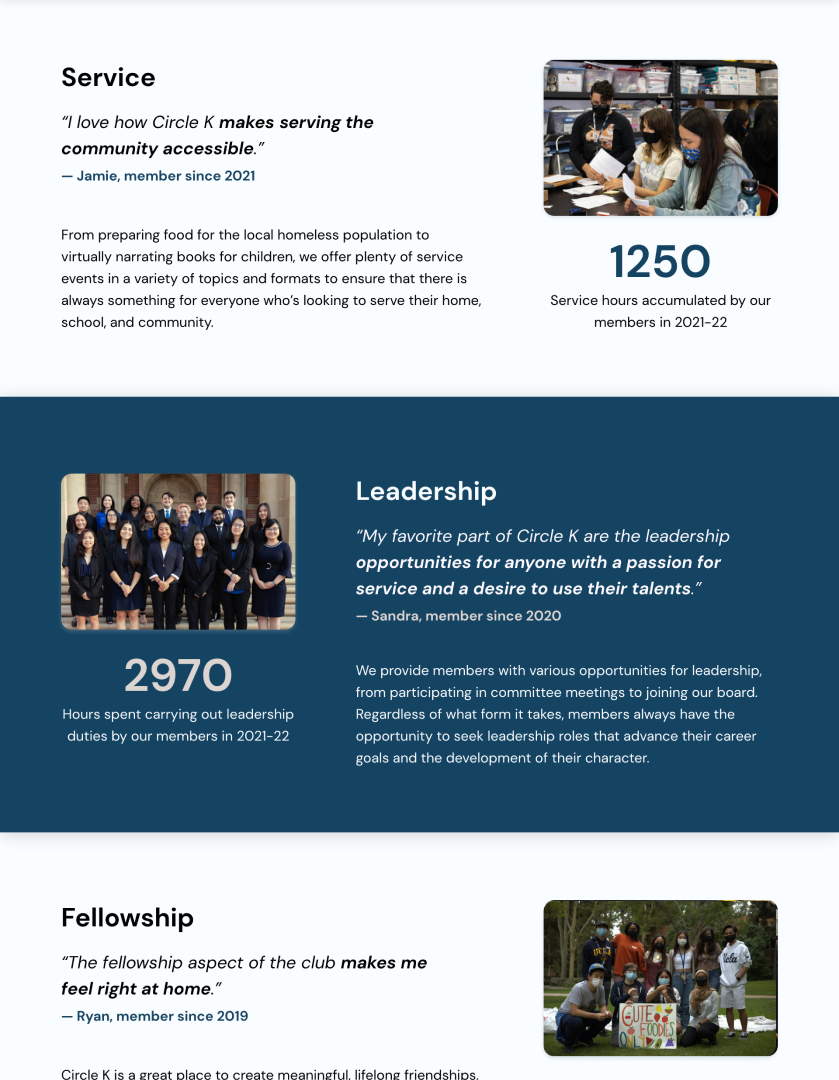 Service
“I love how Circle K makes serving the
community accessible.”
— Jamie, member since 2021
From preparing food for the local homeless population to
virtually narrating books for children, we offer plenty of service
events in a variety of topics and formats to ensure that there is
always something for everyone who’s looking to serve their home,
school, and community.
1250
Service hours accumulated by our
members in 2021-22
2970
Hours spent carrying out leadership
duties by our members in 2021-22
Leadership
“My favorite part of Circle K are the leadership
opportunities for anyone with a passion for
service and a desire to use their talents.”
— Sandra, member since 2020
We provide members with various opportunities for leadership,
from participating in committee meetings to joining our board.
Regardless of what form it takes, members always have the
opportunity to seek leadership roles that advance their career
goals and the development of their character.
Fellowship
“The fellowship aspect of the club makes me
feel right at home.”
— Ryan, member since 2019
Circle K is a great place to create meaningful, lifelong friendships.
Ucla
CUTE
FOODIES
ONLY